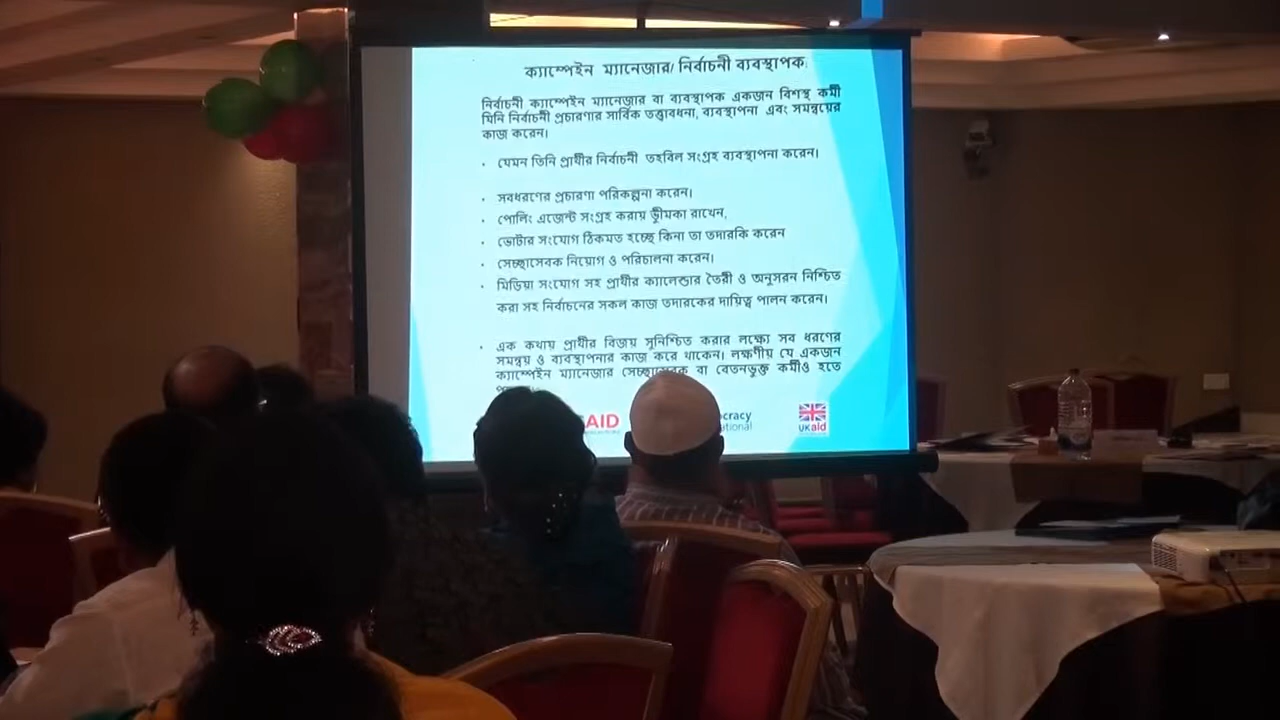 ক্যাম্পেইন ম্যানেজার/ নির্বাচনী ব্যবস্থাপক
নির্বাচনী ক্যাম্পেইন ম্যানেজার বা ব্যবস্থাপক একজন বিশস্থ কর্মী
যিনি নির্বাচনী প্রচারণার সার্বিক তত্ত্বাবধনা, ব্যবস্থাপনা এবং সমন্বয়ের
কাজ করেন।
• যেমন তিনি প্রার্থীর নির্বাচনী তহবিল সংগ্রহ ব্যবস্থাপনা করেন।
• সবধরণের প্রচারণা পরিকল্পনা করেন।
• পোলিং এজেন্ট সংগ্রহ করায় ভুমিকা রাখেন,
• ভোটার সংযোগ ঠিকমত হচ্ছে কিনা তা তদারকি করেন
• সেচ্ছাসেবক নিয়োগ ও পরিচালনা করেন।
• মিডিয়া সংযোগ সহ প্রার্থীর ক্যালেন্ডার তৈরী ও অনুসরন নিশ্চিত
করা সহ নির্বাচনের সকল কাজ তদারকের দায়িত্ব পালন করেন।
• এক কথায় প্রার্থীর বিজয় সুনিশ্চিত করার লক্ষ্যে সব ধরণের
সমন্বয় ও ব্যবস্থাপনার কাজ করে থাকেন। লক্ষণীয় যে একজন
ক্যাম্পেইন ম্যানেজার সেচ্ছাসেবক বা বেতনভুক্ত কর্মীও হতে
AID
cracy
ational
UKaid